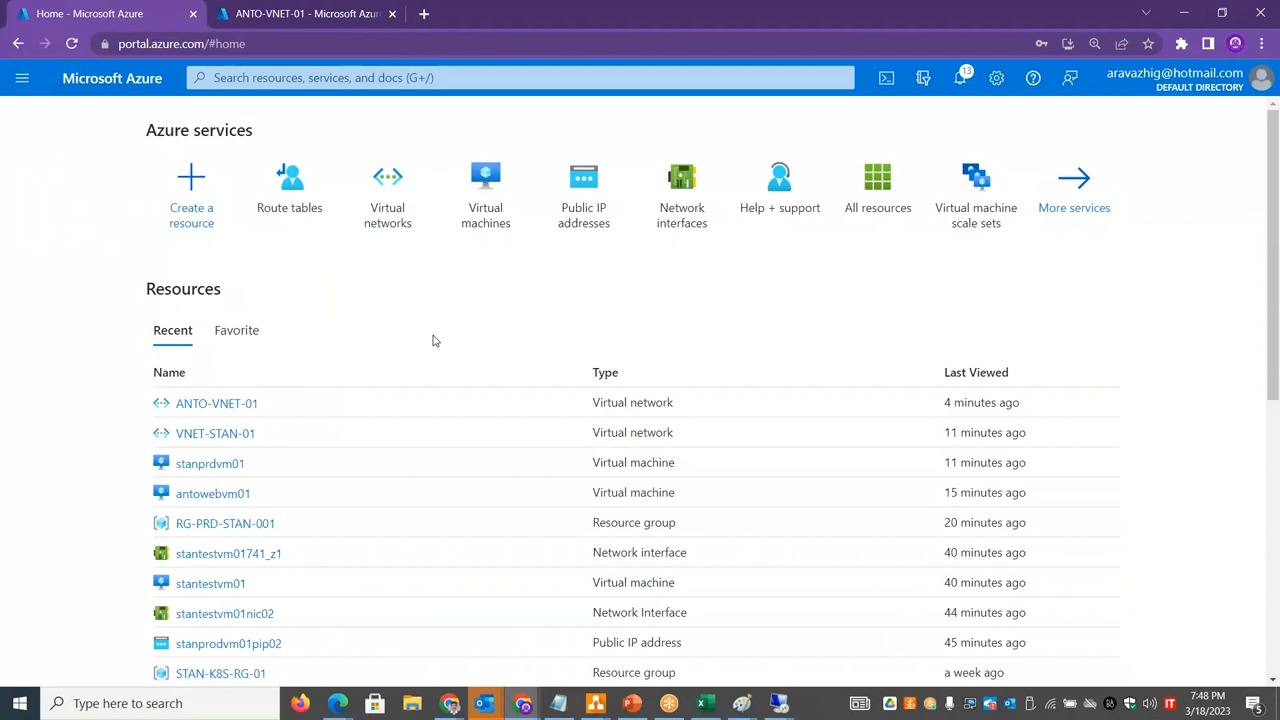 Home - Microsoft Azure
ANTO-VNET-01 - Microsoft Azure
portal.azure.com/#home
Microsoft Azure
Search resources, services, and docs (G+/)
13
aravazhig@hotmail.com
DEFAULT DIRECTORY
Azure services
Create a resource
Route tables
Virtual networks
Virtual machines
Public IP addresses
Network interfaces
Help + support
All resources
Virtual machine scale sets
More services
Resources
Recent Favorite
Name Type Last Viewed
ANTO-VNET-01 Virtual network 4 minutes ago
VNET-STAN-01 Virtual network 11 minutes ago
stanprdvm01 Virtual machine 11 minutes ago
antowebvm01 Virtual machine 15 minutes ago
RG-PRD-STAN-001 Resource group 20 minutes ago
stantestvm01741_z1 Network interface 40 minutes ago
stantestvm01 Virtual machine 40 minutes ago
stantestvm01nic02 Network Interface 44 minutes ago
stanprodvm01pip02 Public IP address 45 minutes ago
STAN-K8S-RG-01 Resource group a week ago
Type here to search
IT
7:48 PM
3/18/2023
5